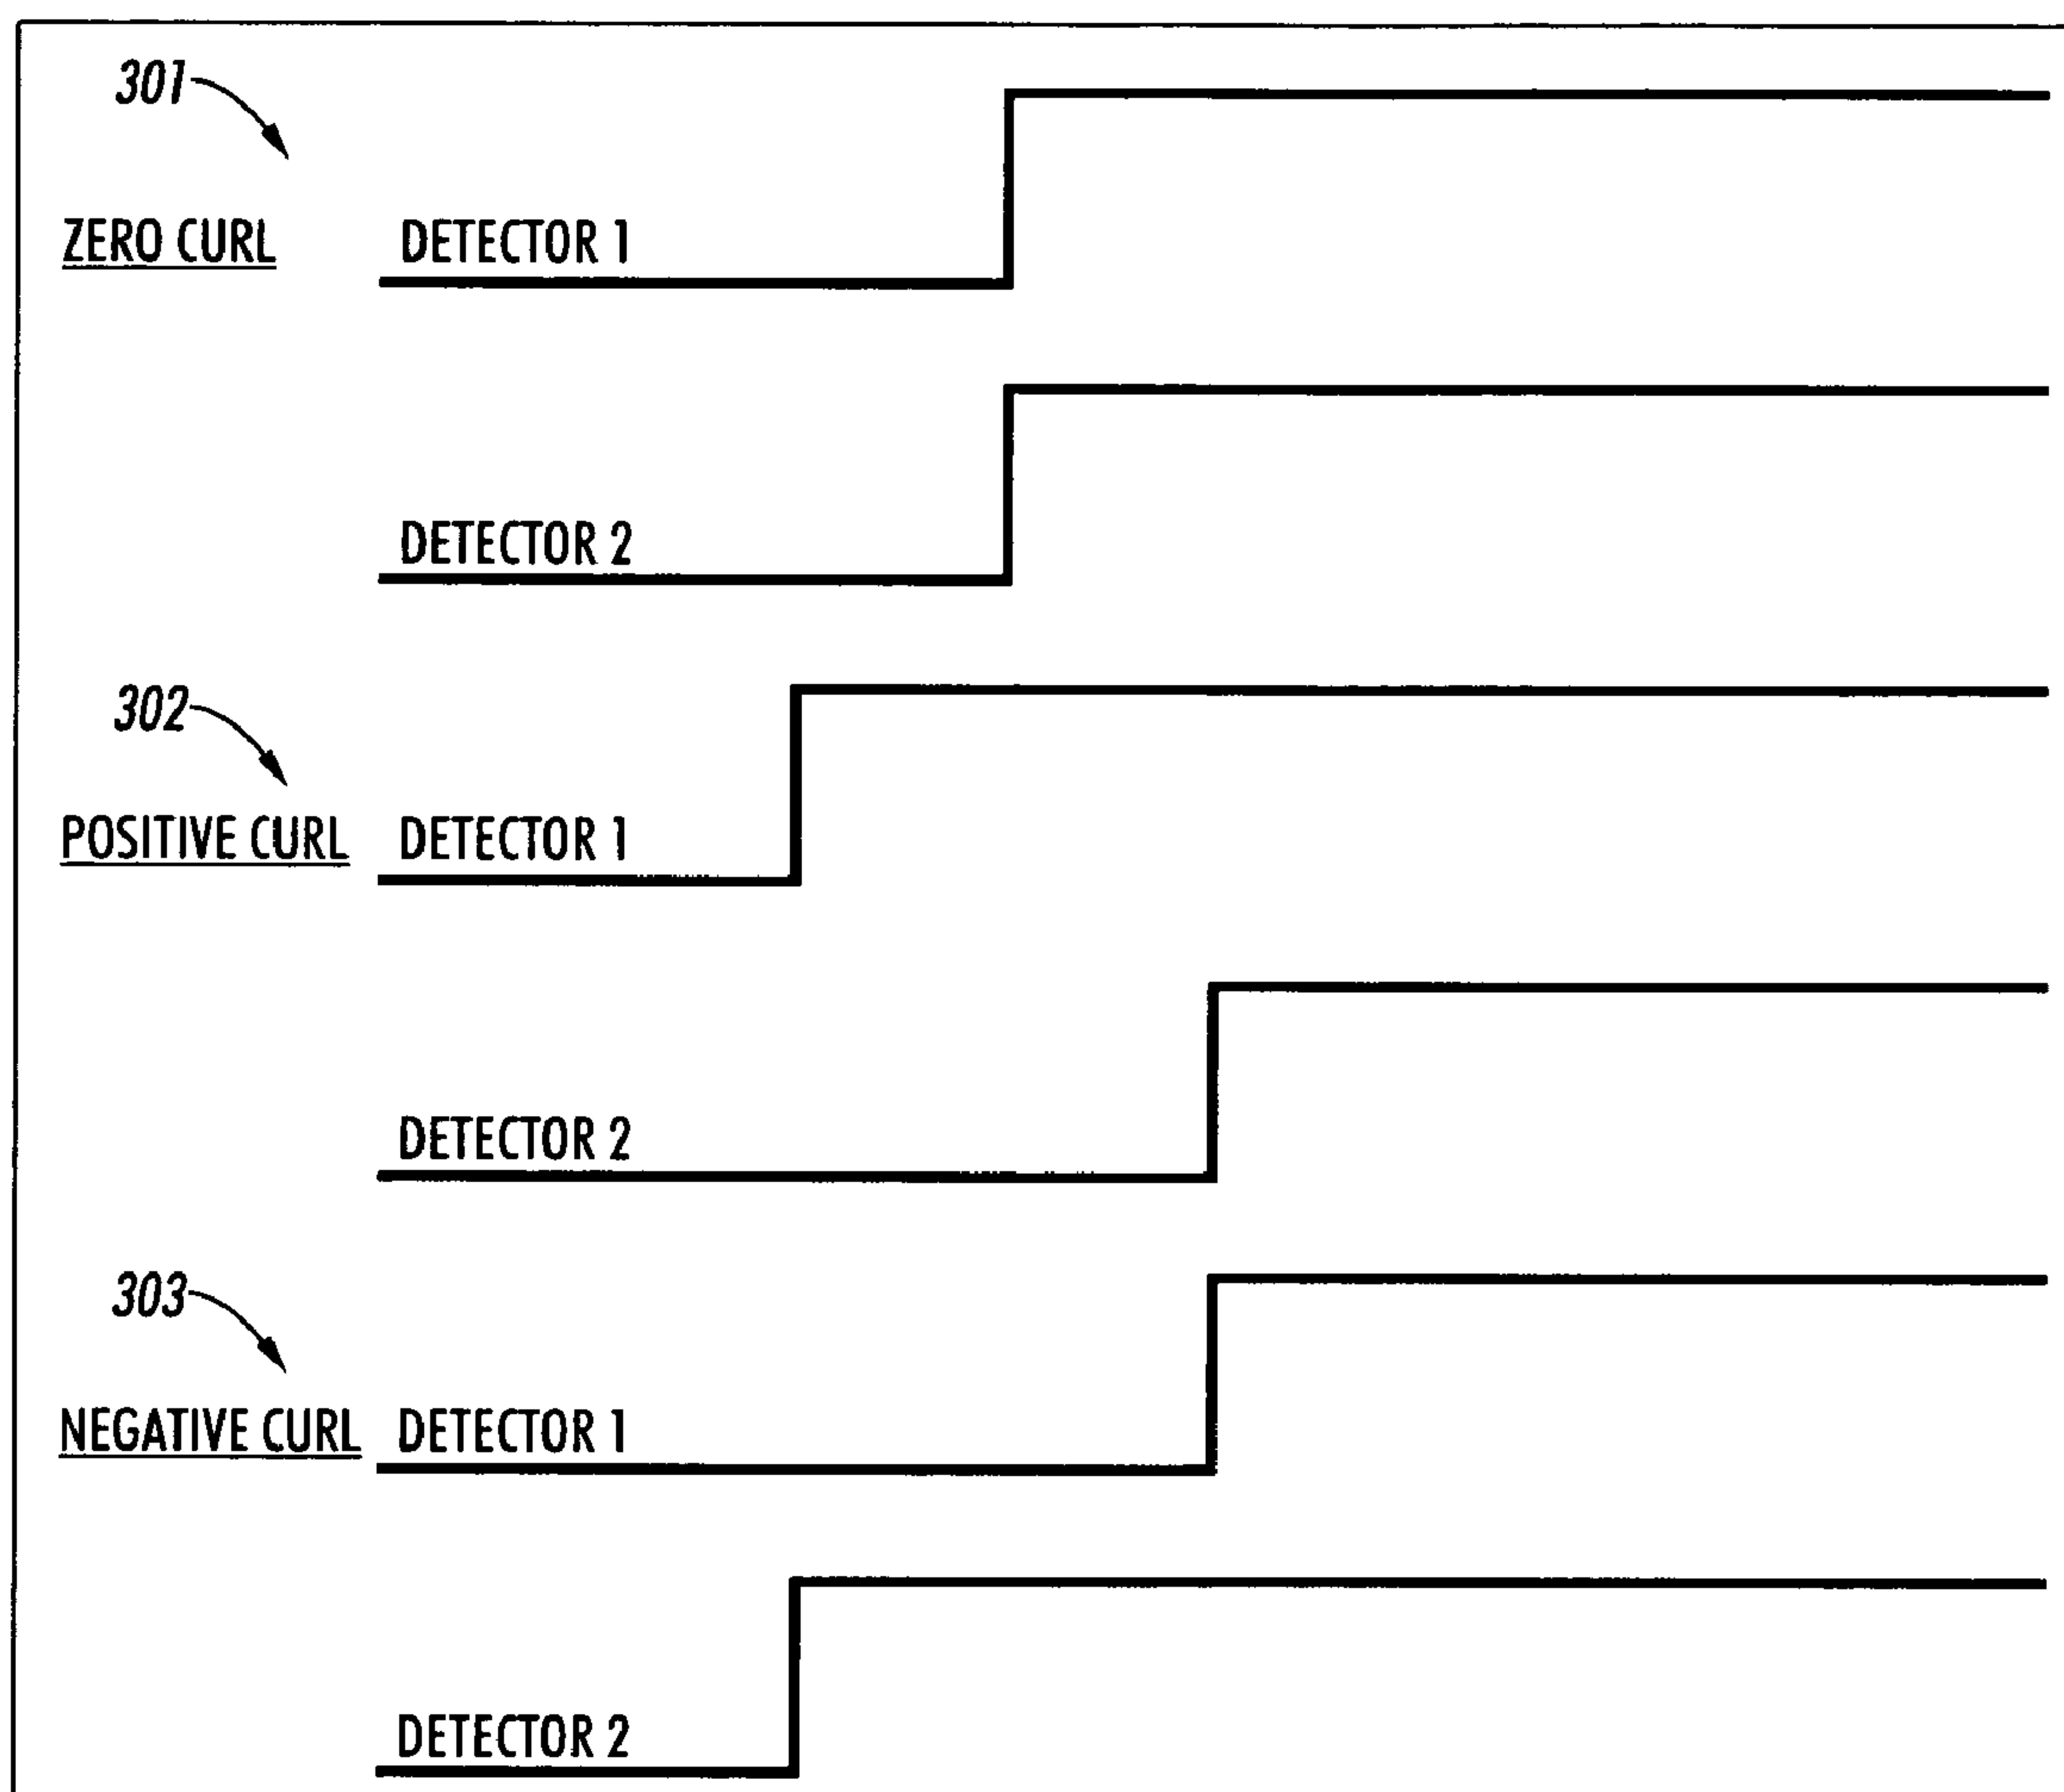 301
ZERO CURL DETECTOR 1
DETECTOR 2
302
POSITIVE CURL DETECTOR 1
DETECTOR 2
303
NEGATIVE CURL DETECTOR 1
DETECTOR 2